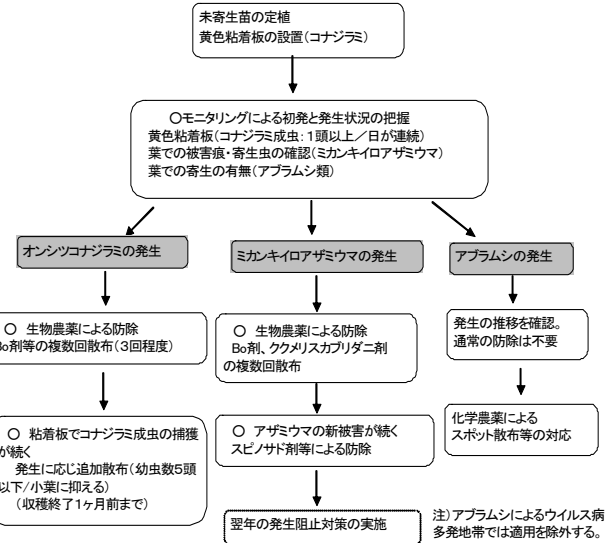 未寄生苗の定植
黄色粘着板の設置(コナジラミ)
○モニタリングによる初発と発生状況の把握
黄色粘着板(コナジラミ成虫:1頭以上/日が連続)
葉での被害痕・寄生虫の確認(ミカンキイロアザミウマ)
葉での寄生の有無(アブラムシ類)
オンシツコナジラミの発生
ミカンキイロアザミウマの発生
アブラムシの発生
○ 生物農薬による防除
Bo剤等の複数回散布(3回程度)
○ 生物農薬による防除
Bo剤、ククメリスカブリダニ剤
の複数回散布
発生の推移を確認。
通常の防除は不要
○ 粘着板でコナジラミ成虫の捕獲
が続く
発生に応じ追加散布(幼虫数5頭
以下/小葉に抑える)
(収穫終了1ヶ月前まで)
○ アザミウマの新被害が続く
スピノサド剤等による防除
化学農薬による
スポット散布等の対応
翌年の発生阻止対策の実施
注)アブラムシによるウイルス病
多発地帯では適用を除外する。